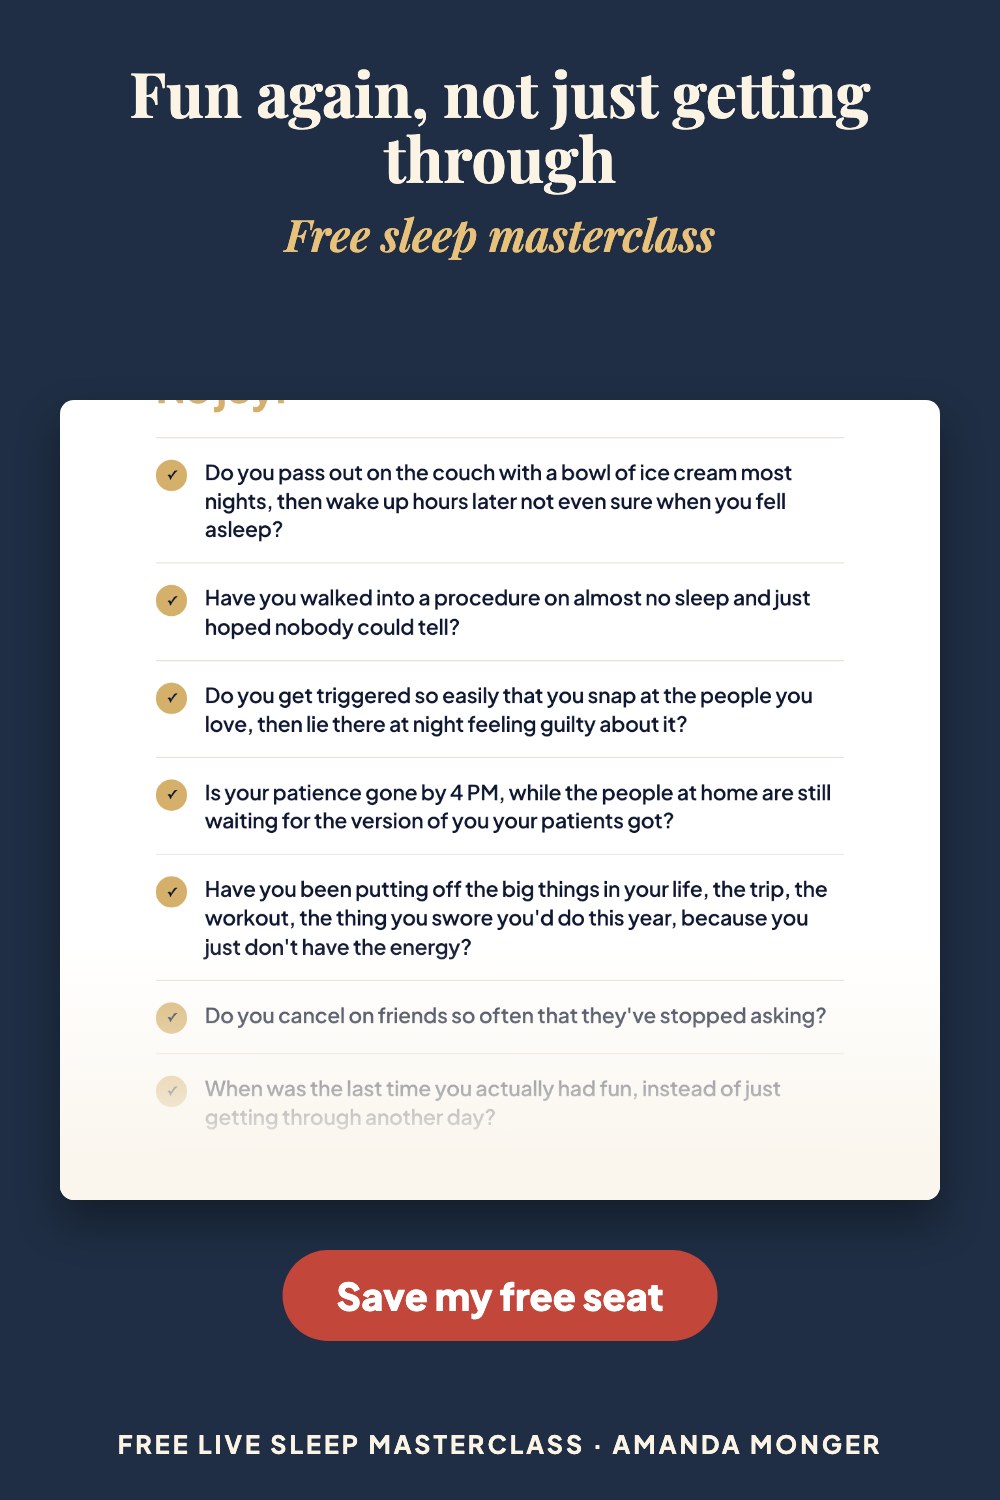 Fun again, not just getting
through
Free sleep masterclass
Do you pass out on the couch with a bowl of ice cream most
nights, then wake up hours later not even sure when you fell
asleep?
Have you walked into a procedure on almost no sleep and just
hoped nobody could tell?
Do you get triggered so easily that you snap at the people you
love, then lie there at night feeling guilty about it?
Is your patience gone by 4 PM, while the people at home are still
waiting for the version of you your patients got?
Have you been putting off the big things in your life, the trip, the
workout, the thing you swore you'd do this year, because you
just don't have the energy?
Do you cancel on friends so often that they've stopped asking?
When was the last time you actually had fun, instead of just
getting through another day?
Save my free seat
FREE LIVE SLEEP MASTERCLASS · AMANDA MONGER